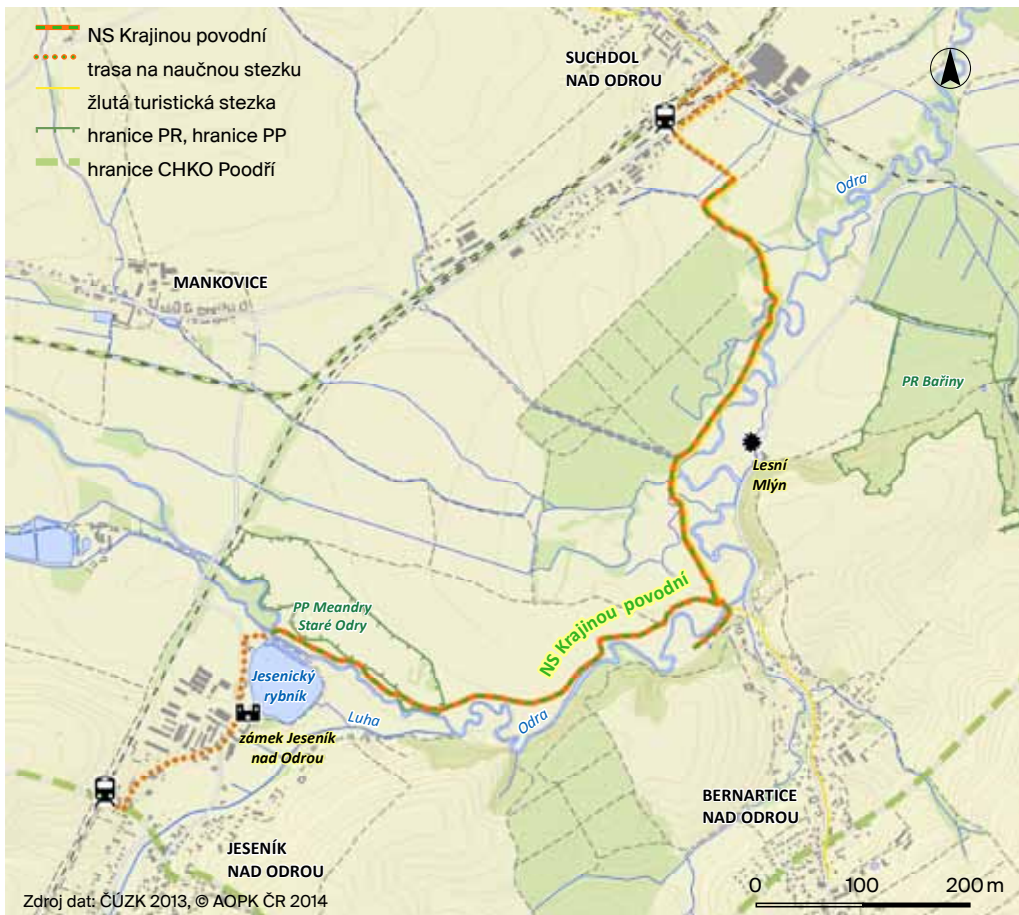 NS Krajinou povodní
trasa na naučnou stezku
žlutá turistická stezka
hranice PR, hranice PP
hranice CHKO Poodří
SUCHDOL
NAD ODROU
Odra
MANKOVICE
PR Bařiny
Lesní
Mlýn
NS Krajinou povodní
PP Meandry
Staré Odry
Jesenický
rybník
Luha
Odra
zámek Jeseník
nad Odrou
BERNARTICE
NAD ODROU
JESENÍK
NAD ODROU
0 100 200 m
Zdroj dat: ČÚZK 2013, © AOPK ČR 2014